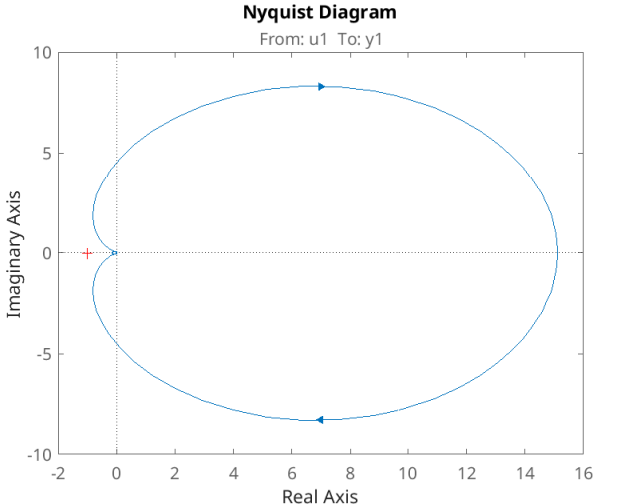 Nyquist Diagram
From: u1 To: y1
Imaginary Axis
10
5
0
-5
-10
-2 0 2 4 6 8 10 12 14 16
Real Axis